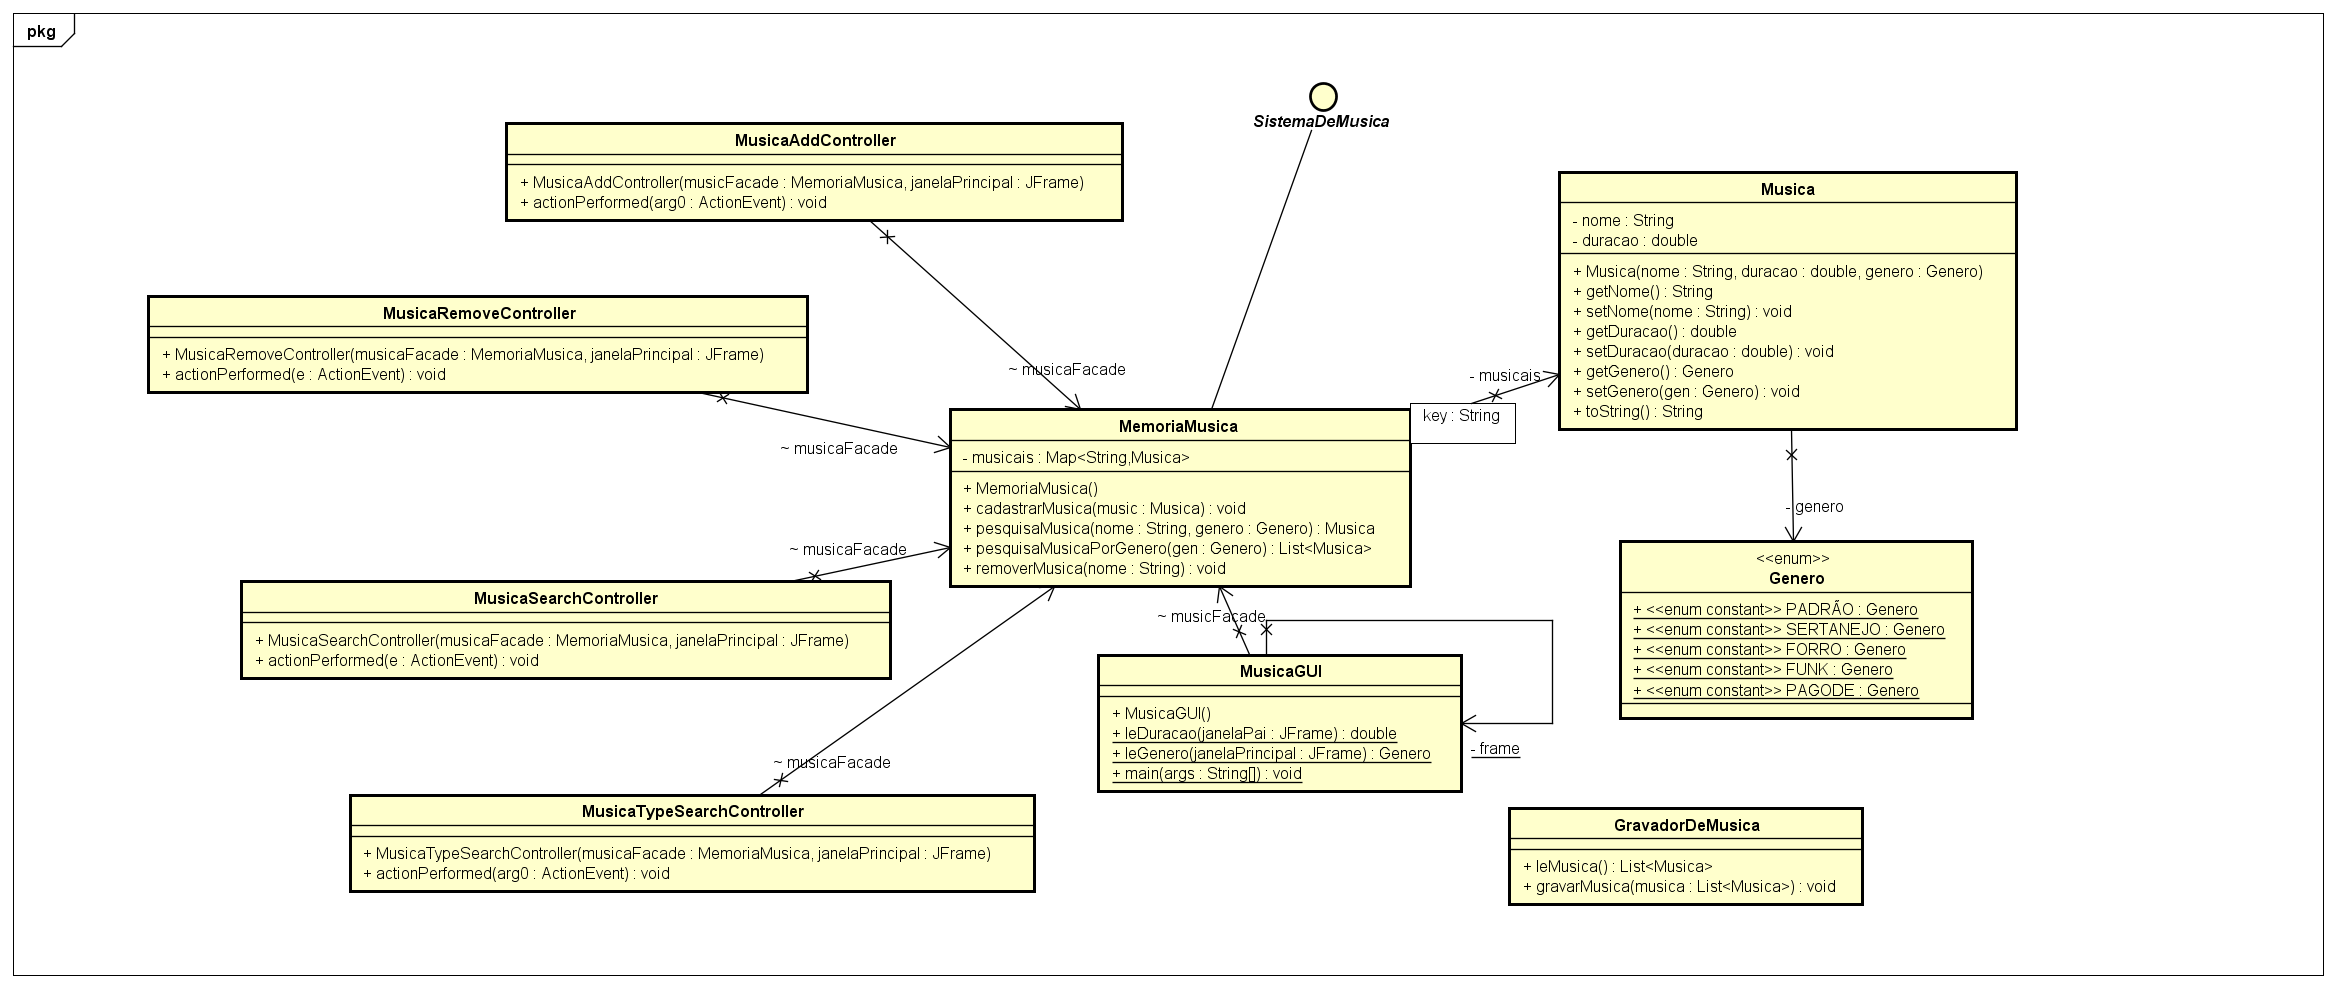 pkg
SistemaDeMusica
MusicaAddController
+ MusicaAddController(musicFacade : MemoriaMusica, janelaPrincipal : JFrame)
+ actionPerformed(arg0 : ActionEvent) : void
~ musicaFacade
MusicaRemoveController
+ MusicaRemoveController(musicaFacade : MemoriaMusica, janelaPrincipal : JFrame)
+ actionPerformed(e : ActionEvent) : void
~ musicaFacade
Musica
- nome : String
- duracao : double
+ Musica(nome : String, duracao : double, genero : Genero)
+ getNome() : String
+ setNome(nome : String) : void
+ getDuracao() : double
+ setDuracao(duracao : double) : void
+ getGenero() : Genero
+ setGenero(gen : Genero) : void
+ toString() : String
- musicais
key : String
MemoriaMusica
- musicais : Map<String,Musica>
+ MemoriaMusica()
+ cadastrarMusica(music : Musica) : void
+ pesquisaMusica(nome : String, genero : Genero) : Musica
+ pesquisaMusicaPorGenero(gen : Genero) : List<Musica>
+ removerMusica(nome : String) : void
- genero
<<enum>>
Genero
+ <<enum constant>> PADRÃO : Genero
+ <<enum constant>> SERTANEJO : Genero
+ <<enum constant>> FORRO : Genero
+ <<enum constant>> FUNK : Genero
+ <<enum constant>> PAGODE : Genero
~ musicaFacade
MusicaSearchController
+ MusicaSearchController(musicaFacade : MemoriaMusica, janelaPrincipal : JFrame)
+ actionPerformed(e : ActionEvent) : void
~ musicFacade
MusicaGUI
+ MusicaGUI()
+ leDuracao(janelaPai : JFrame) : double
+ leGenero(janelaPrincipal : JFrame) : Genero
+ main(args : String[]) : void
- frame
~ musicaFacade
MusicaTypeSearchController
+ MusicaTypeSearchController(musicaFacade : MemoriaMusica, janelaPrincipal : JFrame)
+ actionPerformed(arg0 : ActionEvent) : void
GravadorDeMusica
+ leMusica() : List<Musica>
+ gravarMusica(musica : List<Musica>) : void